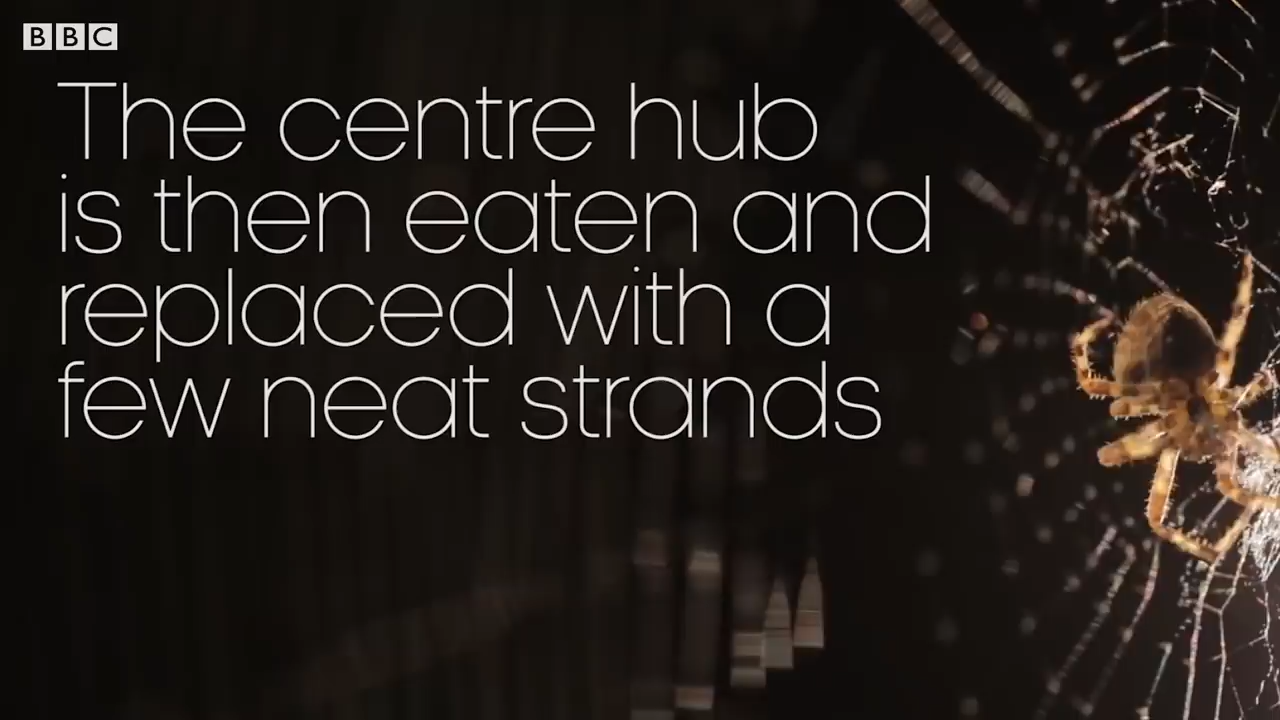 BBC
The centre hub
is then eaten and
replaced with a
few neat strands